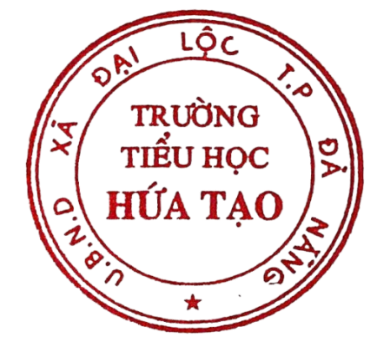 U.B.N.D XÃ ĐẠI LỘC T.P ĐÀ NẴNG
TRƯỜNG
TIỂU HỌC
HỨA TẠO